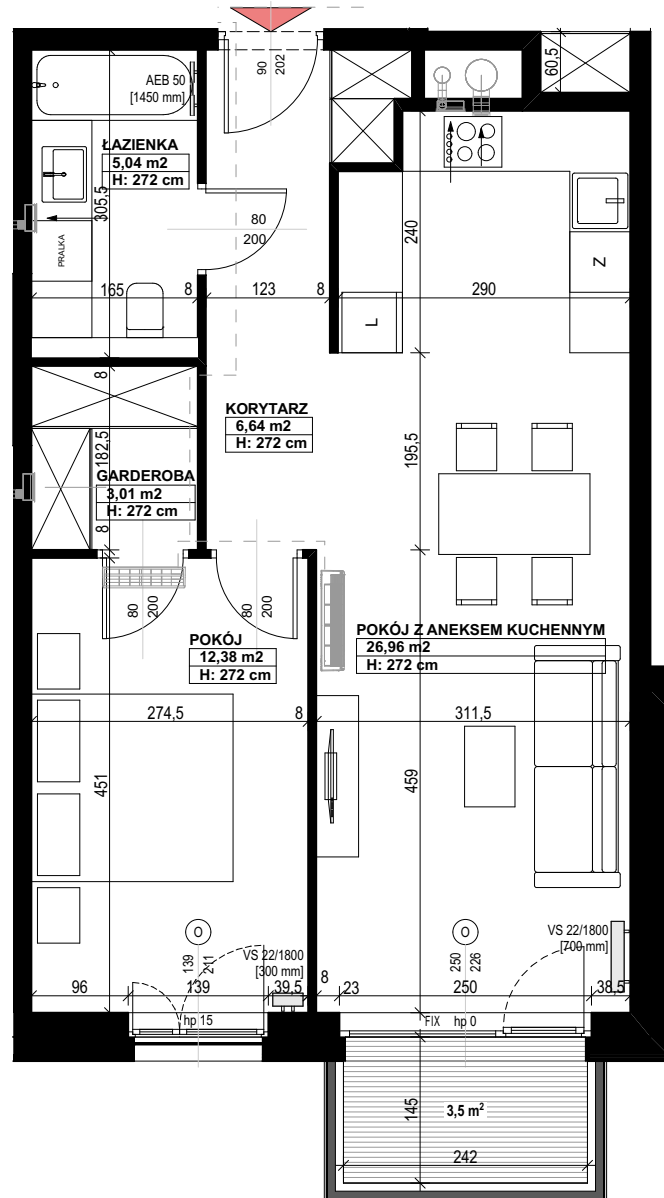 90
202
60,5
AEB 50
[1450 mm]
ŁAZIENKA
5,04 m2
H: 272 cm
305,5
PRALKA
80
200
240
Z
165
8
123
8
290
L
8
KORYTARZ
6,64 m2
H: 272 cm
182,5
195,5
GARDEROBA
3,01 m2
H: 272 cm
8
80
200
80
200
POKÓJ
12,38 m2
H: 272 cm
POKÓJ Z ANEKSEM KUCHENNYM
26,96 m2
H: 272 cm
274,5
8
311,5
451
459
O
O
139
211
VS 22/1800
[300 mm]
250
226
VS 22/1800
[700 mm]
96
139
39,5
8
23
250
38,5
hp 15
FIX hp 0
145
3,5 m²
242